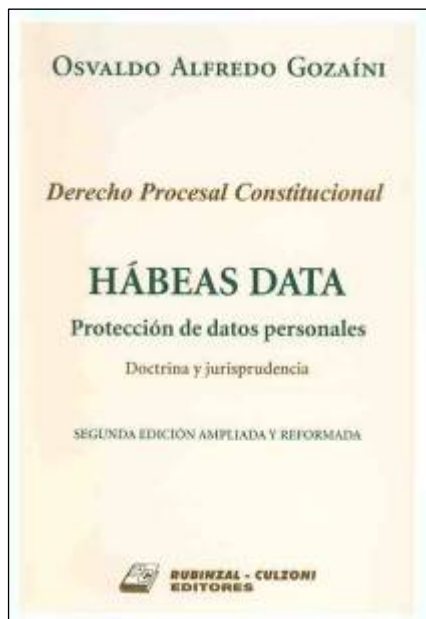 OSVALDO ALFREDO GOZAÍNI
Derecho Procesal Constitucional
HÁBEAS DATA
Protección de datos personales
Doctrina y jurisprudencia
SEGUNDA EDICIÓN AMPLIADA Y REFORMADA
RUBINZAL - CULZONI
EDITORES